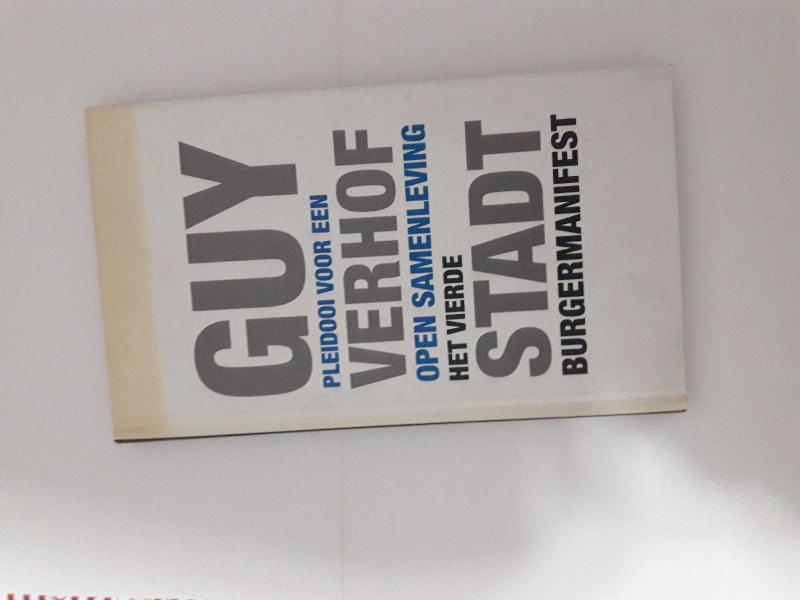 GUY
PLEIDOOI VOOR EEN
VERHOF
OPEN SAMENLEVING
HET VIERDE
STADT
BURGERMANIFEST